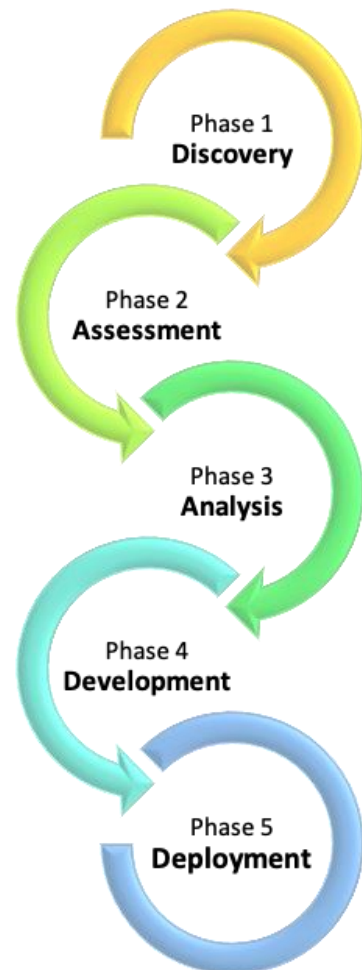 Phase 1
Discovery
Phase 2
Assessment
Phase 3
Analysis
Phase 4
Development
Phase 5
Deployment